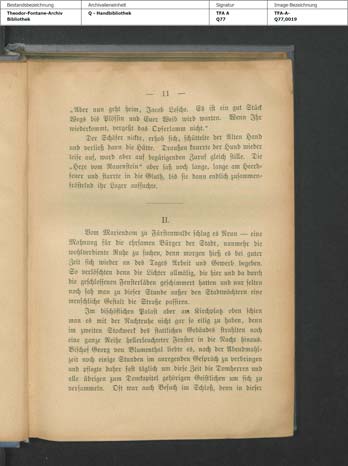 Bestandsbezeichnung Archivalieneinheit Signatur Image-Bezeichnung
Theodor-Fontane-Archiv Q - Handbibliothek TFA A TFA-A-
Bibliothek Q77 Q77,0019
— 11 —
„Aber nun geht heim, Jacob Losche. Es ist ein gut Stück
Wegs bis Plössin und Euer Weib wird warten. Wenn Ihr
wiederkommt, vergeßt das Opferlamm nicht.“
Der Schäfer nickte, erhob sich, schüttelte der Alten Hand
und verließ dann die Hütte. Draußen knurrte der Hund wieder
leise auf, ward aber auf begütigenden Zuruf gleich stille. Die
„Hexe vom Rauenstein“ aber saß noch lange, lange am Heerd-
feuer und starrte in die Gluth, bis sie dann endlich zusammen-
fröstelnd ihr Lager aufsuchte.
II.
Vom Mariendom zu Fürstenwalde schlug es Neun — eine
Mahnung für die ehrsamen Bürger der Stadt, nunmehr die
wohlverdiente Ruhe zu suchen, denn morgen hieß es bei guter
Zeit sich wieder an des Tages Arbeit und Gewerb begeben.
So verlöschten denn die Lichter allmälig, die hier und da durch
die geschlossenen Fensterläden geschimmert hatten und nur selten
noch sah man zu dieser Stunde außer den Stadtwächtern eine
menschliche Gestalt die Straße passiren.
Im bischöflichen Palast aber am Kirchplatz oben schien
man es mit der Nachtruhe nicht gar so eilig zu haben, denn
im zweiten Stockwerk des stattlichen Gebäudes strahlten noch
eine ganze Reihe hellerleuchteter Fenster in die Nacht hinaus.
Bischof Georg von Blumenthal liebte es, nach der Abendmahl-
zeit noch einige Stunden im anregenden Gespräch zu verbringen
und pflegte daher fast täglich um diese Zeit die Domherren und
alle übrigen zum Domkapitel gehörigen Geistlichen um sich zu
versammeln. Oft war auch Besuch im Schloß, denn in dieser